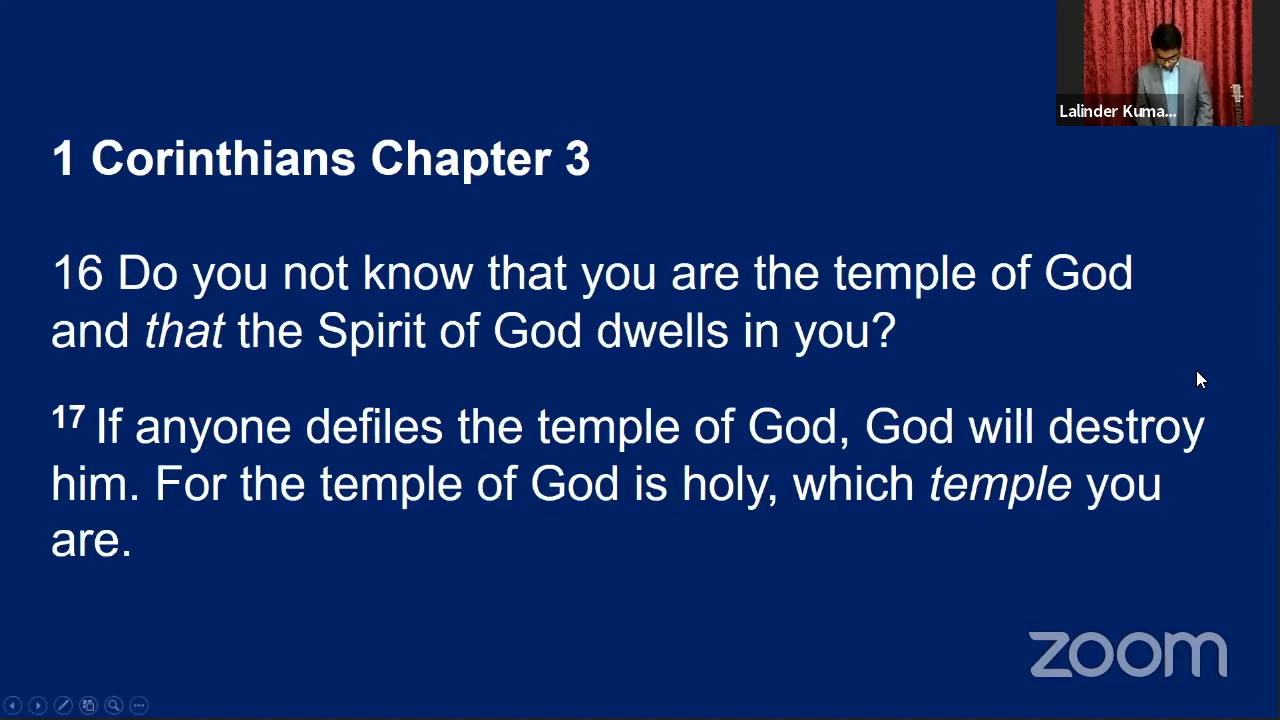 Lalinder Kuma...
1 Corinthians Chapter 3
16 Do you not know that you are the temple of God
and that the Spirit of God dwells in you?
17 If anyone defiles the temple of God, God will destroy
him. For the temple of God is holy, which temple you
are.
zoom